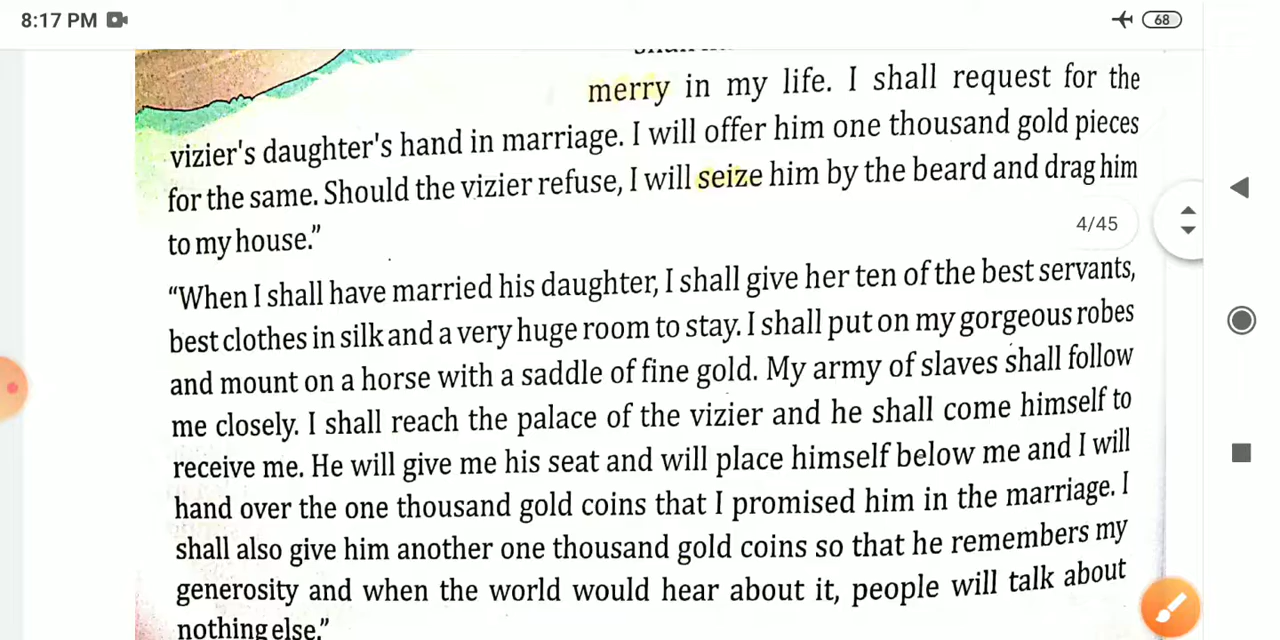 8:17 PM
68
merry in my life. I shall request for the
vizier's daughter's hand in marriage. I will offer him one thousand gold pieces
for the same. Should the vizier refuse, I will seize him by the beard and drag him
to my house."
4/45
"When I shall have married his daughter, I shall give her ten of the best servants,
best clothes in silk and a very huge room to stay. I shall put on my gorgeous robes
and mount on a horse with a saddle of fine gold. My army of slaves shall follow
me closely. I shall reach the palace of the vizier and he shall come himself to
receive me. He will give me his seat and will place himself below me and I will
hand over the one thousand gold coins that I promised him in the marriage. I
shall also give him another one thousand gold coins so that he remembers my
generosity and when the world would hear about it, people will talk about
nothing else."